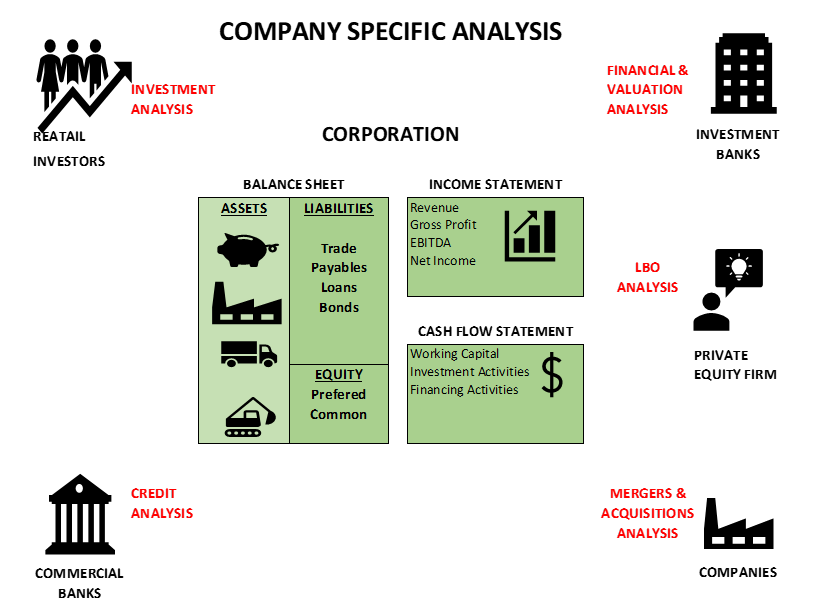 COMPANY SPECIFIC ANALYSIS
INVESTMENT
ANALYSIS
REATAIL
INVESTORS
FINANCIAL &
VALUATION
ANALYSIS
INVESTMENT
BANKS
CORPORATION
BALANCE SHEET
ASSETS
LIABILITIES
Trade
Payables
Loans
Bonds
EQUITY
Prefered
Common
INCOME STATEMENT
Revenue
Gross Profit
EBITDA
Net Income
CASH FLOW STATEMENT
Working Capital
Investment Activities
Financing Activities
$
LBO
ANALYSIS
PRIVATE
EQUITY FIRM
CREDIT
ANALYSIS
COMMERCIAL
BANKS
MERGERS &
ACQUISITIONS
ANALYSIS
COMPANIES